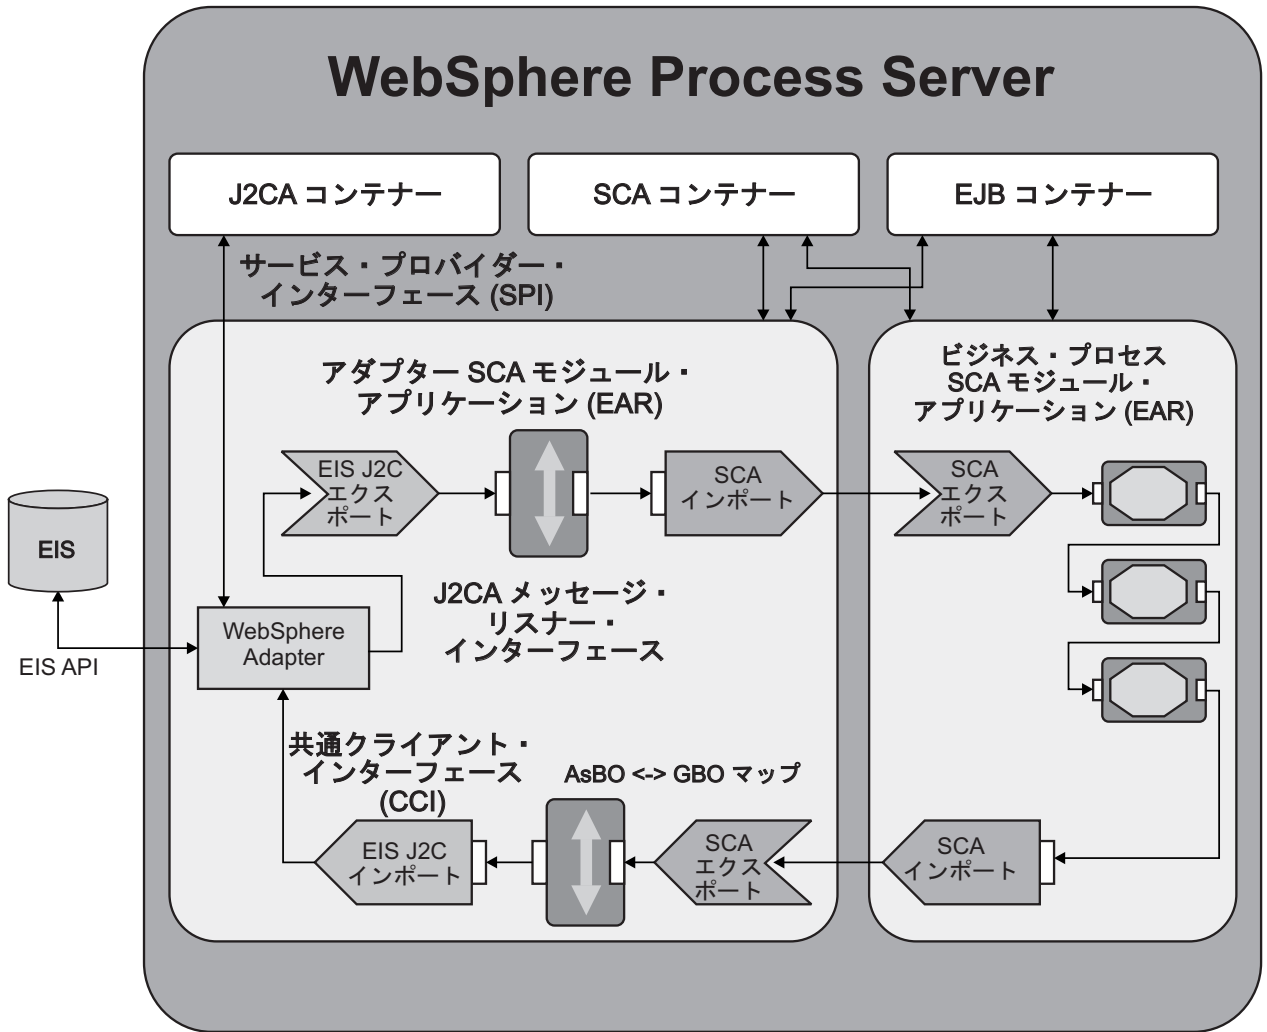 WebSphere Process Server
J2CA コンテナー
SCA コンテナー
EJB コンテナー
サービス・プロバイダー・
インターフェース (SPI)
アダプター SCA モジュール・
アプリケーション (EAR)
ビジネス・プロセス
SCA モジュール・
アプリケーション (EAR)
EIS J2C
エクス
ポート
SCA
インポート
SCA
エクス
ポート
EIS
EIS API
WebSphere
Adapter
J2CA メッセージ・
リスナー・
インターフェース
共通クライアント・
インターフェース
(CCI)
AsBO <-> GBO マップ
EIS J2C
インポート
SCA
エクス
ポート
SCA
インポート